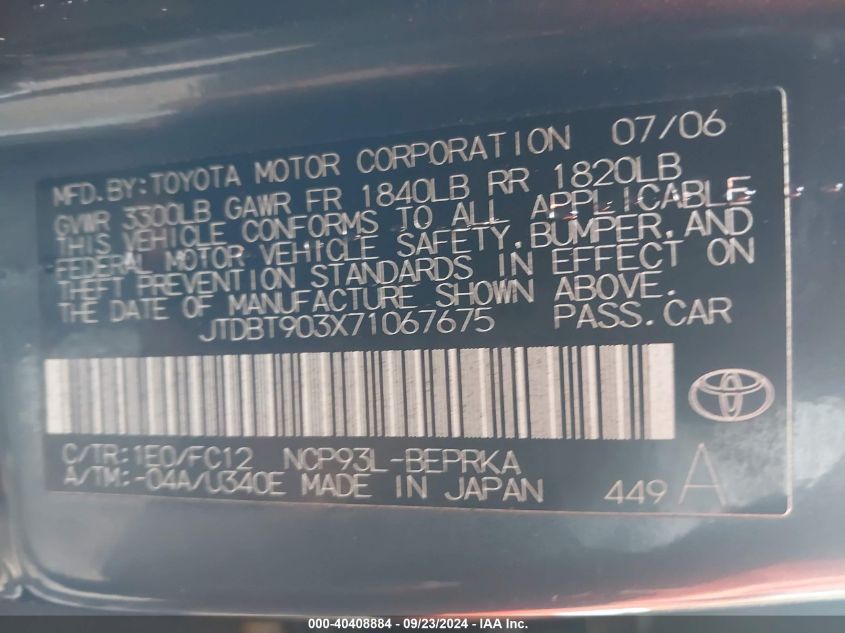 MFD.BY:TOYOTA MOTOR CORPORATION 07/06
GVWR 3300LB GAWR FR 1840LB RR 1820LB
THIS VEHICLE CONFORMS TO ALL APPLICABLE
FEDERAL MOTOR VEHICLE SAFETY,BUMPER,AND
THEFT PREVENTION STANDARDS IN EFFECT ON
THE DATE OF MANUFACTURE SHOWN ABOVE.
JTDBT903X71067675 PASS.CAR
C/TR:1E0/FC12 NCP93L-BEPRKA
A/TM:-04A/U340E MADE IN JAPAN 449 A
000-40408884 - 09/23/2024 - IAA Inc.